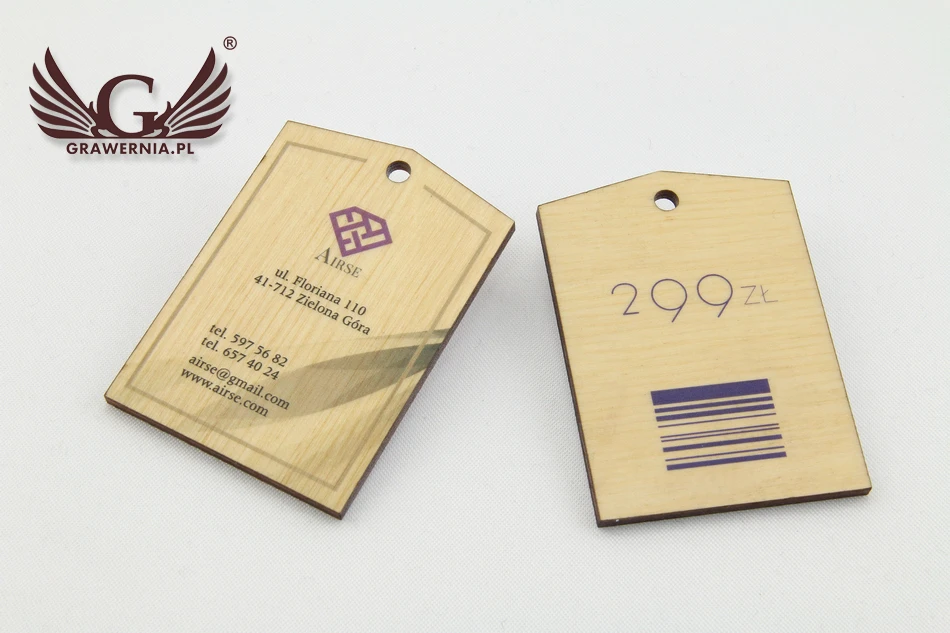 G
®
GRAWERNIA.PL
AIRSE
ul. Floriana 110
41-712 Zielona Góra
tel. 597 56 82
tel. 657 40 24
airse@gmail.com
www.airse.com
299 ZŁ